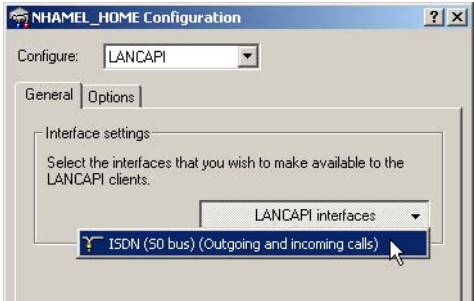 NHAMEL_HOME Configuration
Configure: LANCAPI
General Options
Interface settings
Select the interfaces that you wish to make available to the
LANCAPI clients.
LANCAPI interfaces
ISDN (S0 bus) (Outgoing and incoming calls)